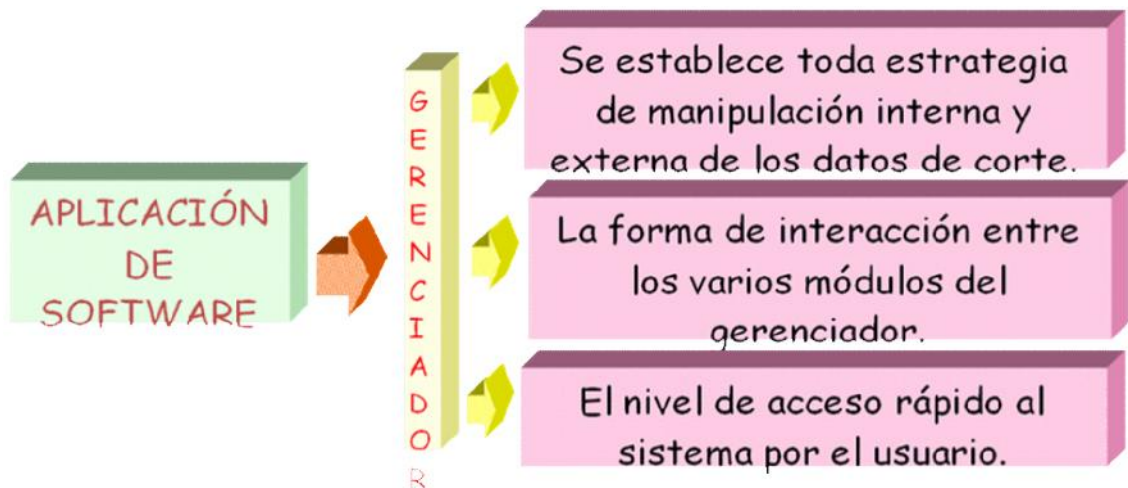 APLICACIÓN
DE
SOFTWARE
GERENCIADOR
Se establece toda estrategia
de manipulación interna y
externa de los datos de corte.
La forma de interacción entre
los varios módulos del
gerenciador.
El nivel de acceso rápido al
sistema por el usuario.